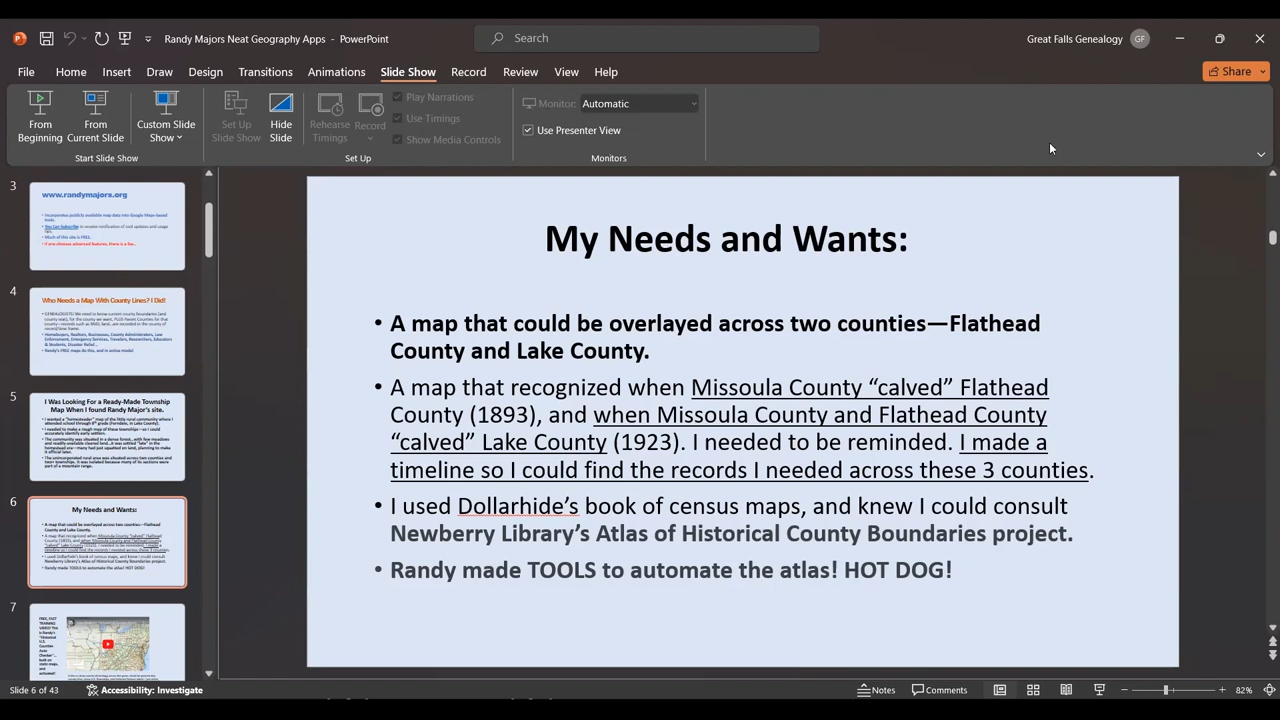 Randy Majors Neat Geography Apps - PowerPoint
Search
Great Falls Genealogy GF
File Home Insert Draw Design Transitions Animations Slide Show Record Review View Help
Share
From Beginning
From Current Slide
Custom Slide Show
Start Slide Show
Set Up Slide Show
Hide Slide
Rehearse Timings
Record
Play Narrations
Use Timings
Show Media Controls
Set Up
Monitor: Automatic
Use Presenter View
Monitors
3
www.randymajors.org
4
Who Needs a Map With County Lines? I Did!
5
I Was Looking For a Ready-Made Township
Map When I found Randy Major's site.
6
My Needs and Wants:
7
My Needs and Wants:
• A map that could be overlayed across two counties—Flathead
County and Lake County.
• A map that recognized when Missoula County “calved” Flathead
County (1893), and when Missoula County and Flathead County
“calved” Lake County (1923). I needed to be reminded. I made a
timeline so I could find the records I needed across these 3 counties.
• I used Dollarhide’s book of census maps, and knew I could consult
Newberry Library’s Atlas of Historical County Boundaries project.
• Randy made TOOLS to automate the atlas! HOT DOG!
Slide 6 of 43
Accessibility: Investigate
Notes
Comments
82%